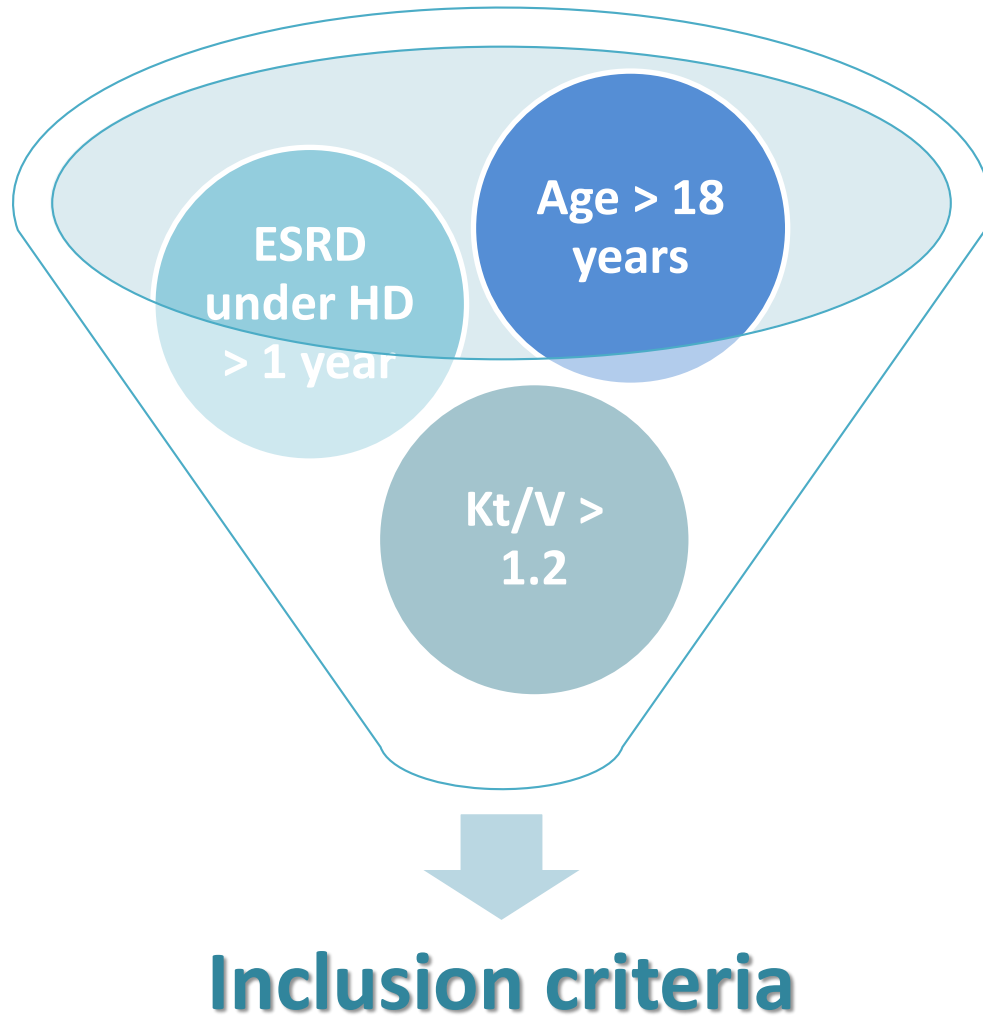 ESRD
under HD
> 1 year
Age > 18
years
Kt/V >
1.2
Inclusion criteria